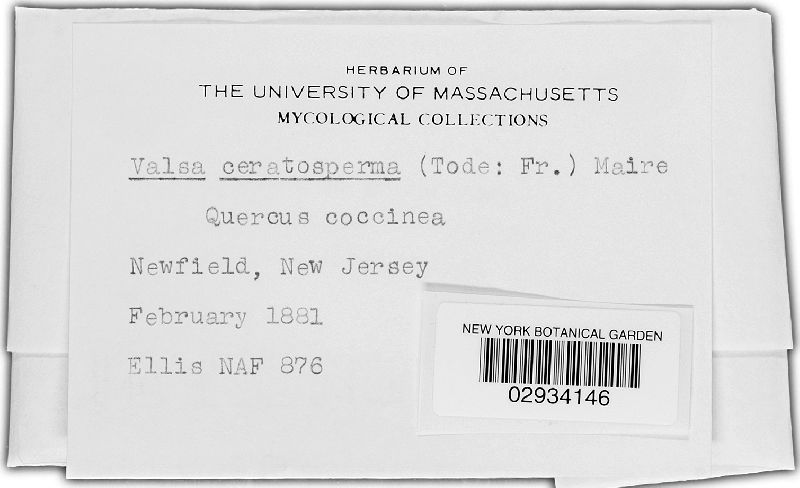 HERBARIUM OF
THE UNIVERSITY OF MASSACHUSETTS
MYCOLOGICAL COLLECTIONS
Valsa ceratosperma (Tode: Fr.) Maire
Quercus coccinea
Newfield, New Jersey
February 1881
Ellis NAF 876
NEW YORK BOTANICAL GARDEN
02934146